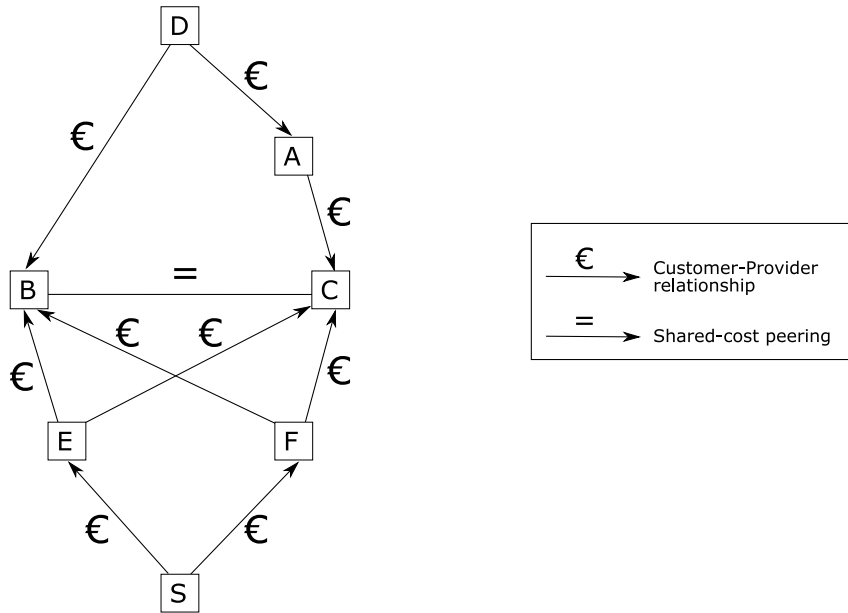 D
€
€
A
€
=
B
C
€
€
€
€
E
F
€
€
S
€
Customer-Provider
relationship
=
Shared-cost peering